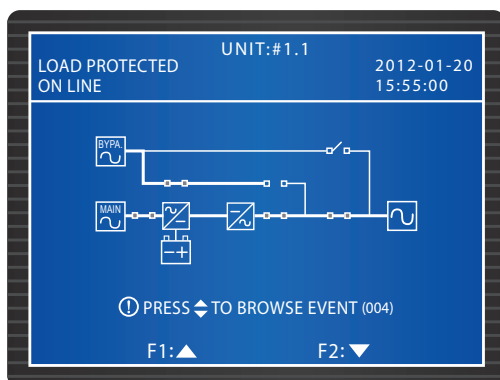 UNIT:#1.1
LOAD PROTECTED
ON LINE
2012-01-20
15:55:00
BYPA.
MAIN
PRESS TO BROWSE EVENT (004)
F1:
F2: